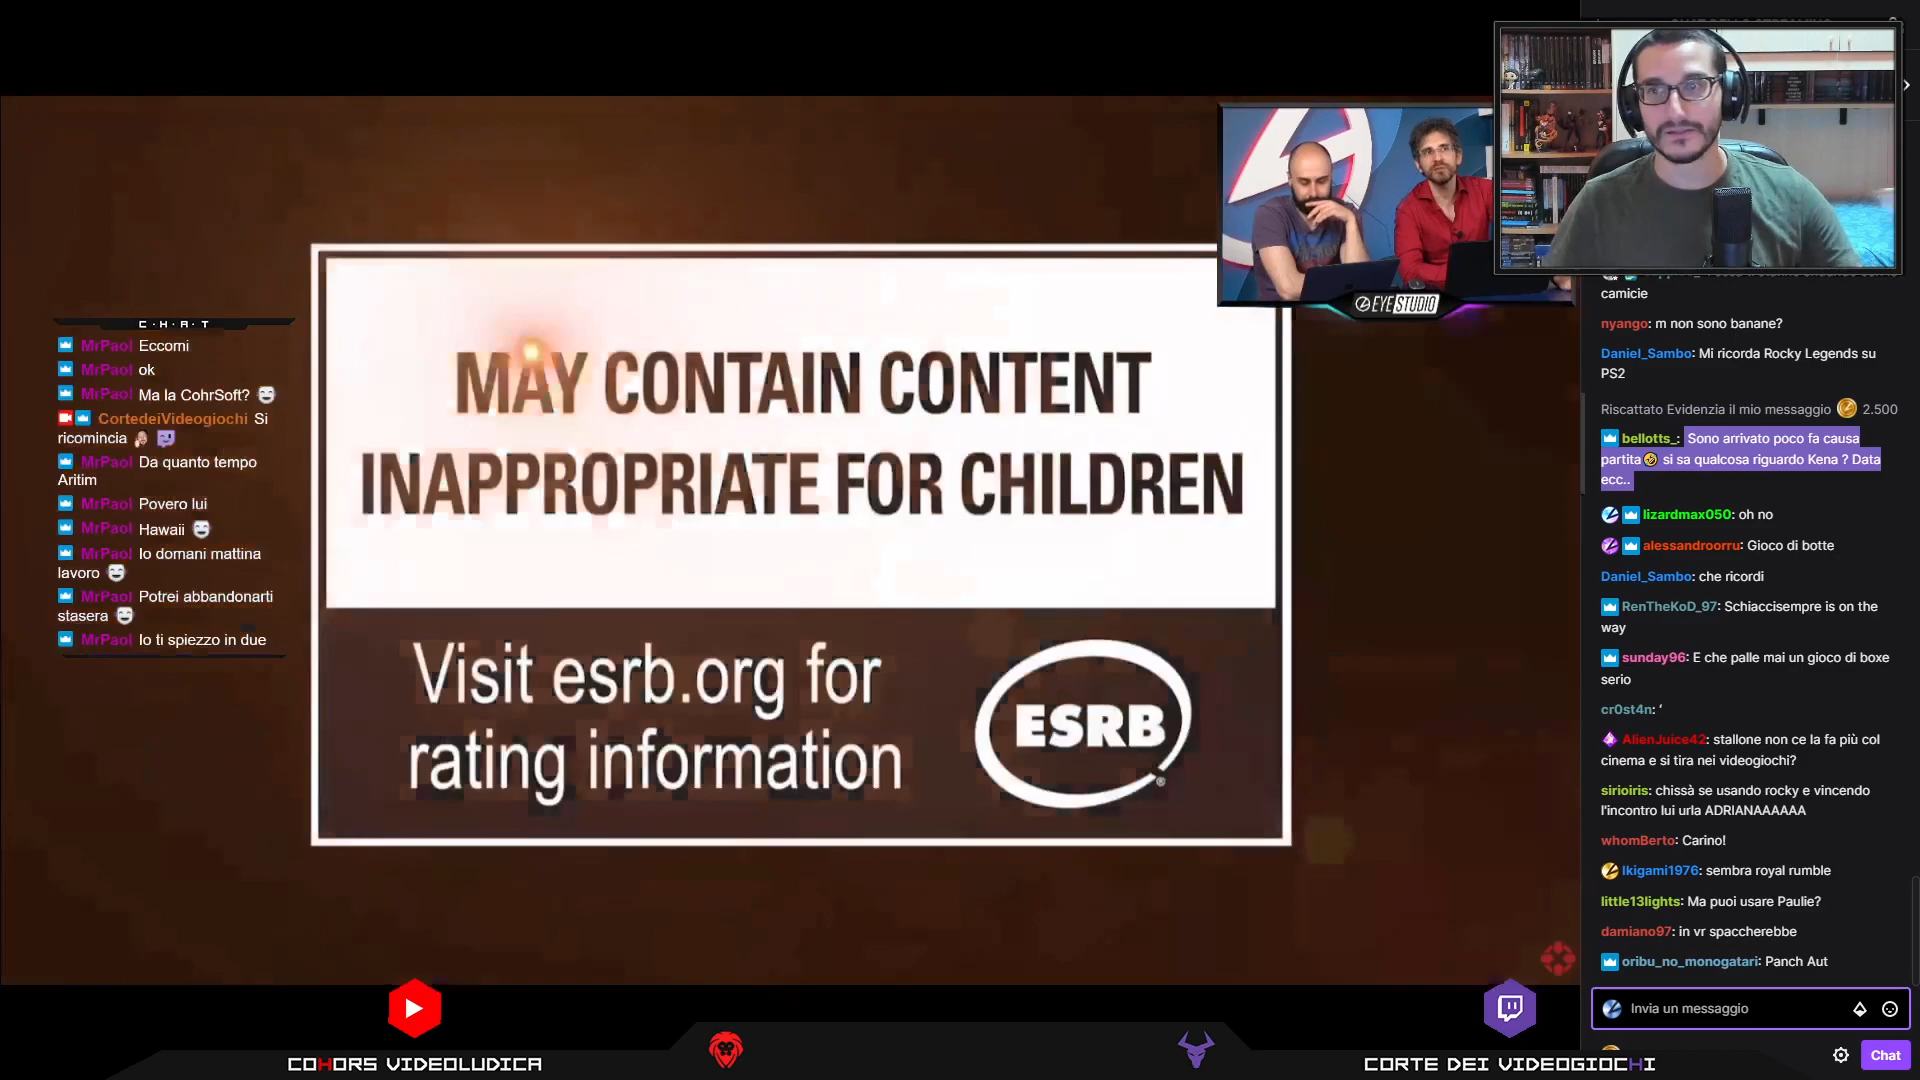 C·H·A·T
MrPaol Eccomi
MrPaol ok
MrPaol Ma la CohrSoft?
CortedeiVideogiochi Si
ricomincia
MrPaol Da quanto tempo
Aritim
MrPaol Povero lui
MrPaol Hawaii
MrPaol Io domani mattina
lavoro
MrPaol Potrei abbandonarti
stasera
MrPaol Io ti spiezzo in due
MAY CONTAIN CONTENT
INAPPROPRIATE FOR CHILDREN
Visit esrb.org for
rating information
ESRB
®
EYESTUDIO
camicie
nyango: m non sono banane?
Daniel_Sambo: Mi ricorda Rocky Legends su
PS2
Riscattato Evidenzia il mio messaggio 2.500
bellotts_: Sono arrivato poco fa causa
partita si sa qualcosa riguardo Kena ? Data
ecc..
lizardmax050: oh no
alessandroorru: Gioco di botte
Daniel_Sambo: che ricordi
RenTheKoD_97: Schiaccisempre is on the
way
sunday96: E che palle mai un gioco di boxe
serio
cr0st4n: ‘
AlienJuice42: stallone non ce la fa più col
cinema e si tira nei videogiochi?
sirioiris: chissà se usando rocky e vincendo
l'incontro lui urla ADRIANAAAAAA
whomBerto: Carino!
Ikigami1976: sembra royal rumble
little13lights: Ma puoi usare Paulie?
damiano97: in vr spaccherebbe
oribu_no_monogatari: Panch Aut
Invia un messaggio
Chat
COHORS VIDEOLUDICA
CORTE DEI VIDEOGIOCHI